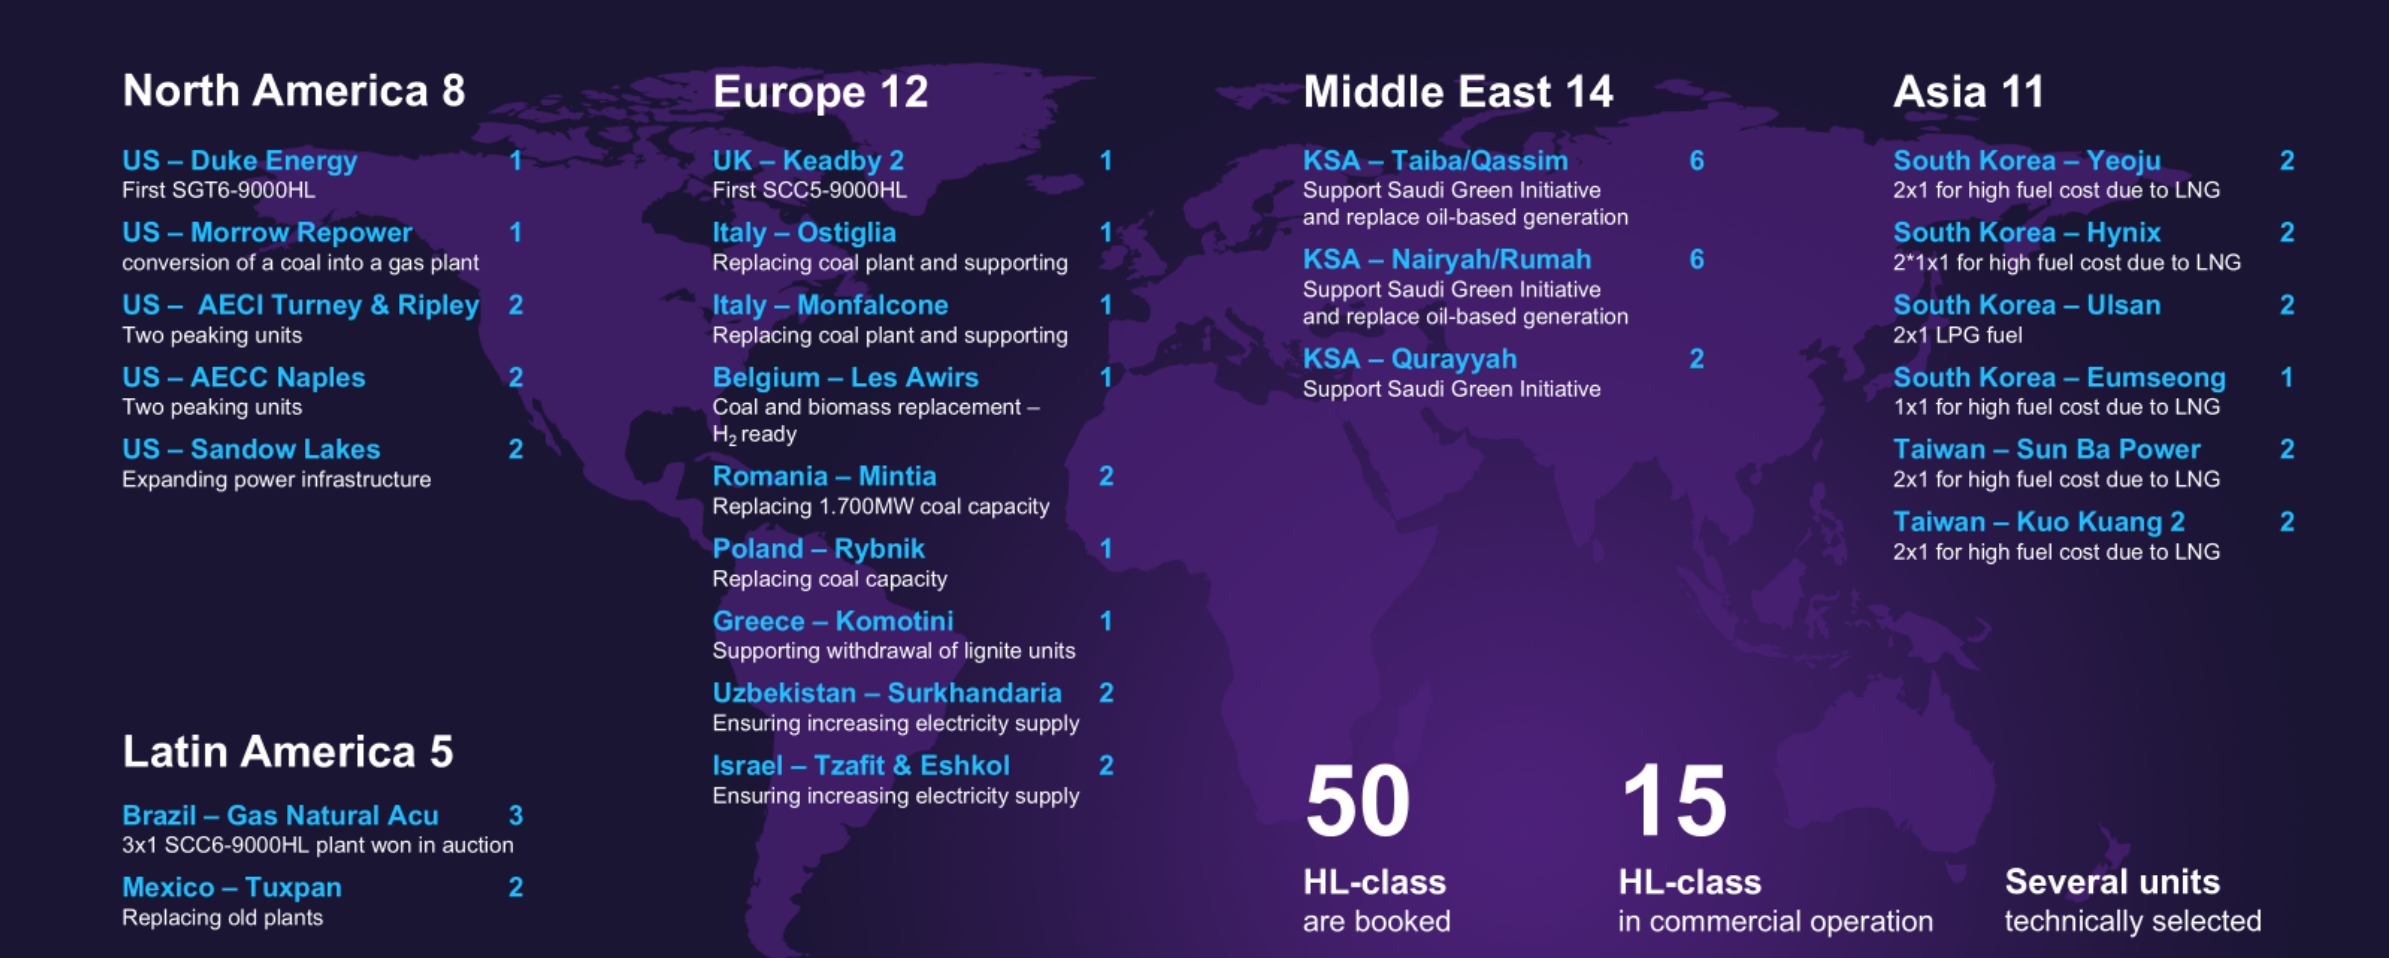 North America 8
US – Duke Energy 1
First SGT6-9000HL
US – Morrow Repower 1
conversion of a coal into a gas plant
US – AECI Turney & Ripley 2
Two peaking units
US – AECC Naples 2
Two peaking units
US – Sandow Lakes 2
Expanding power infrastructure
Latin America 5
Brazil – Gas Natural Acu 3
3x1 SCC6-9000HL plant won in auction
Mexico – Tuxpan 2
Replacing old plants
Europe 12
UK – Keadby 2 1
First SCC5-9000HL
Italy – Ostiglia 1
Replacing coal plant and supporting
Italy – Monfalcone 1
Replacing coal plant and supporting
Belgium – Les Awirs 1
Coal and biomass replacement –
H₂ ready
Romania – Mintia 2
Replacing 1.700MW coal capacity
Poland – Rybnik 1
Replacing coal capacity
Greece – Komotini 1
Supporting withdrawal of lignite units
Uzbekistan – Surkhandaria 2
Ensuring increasing electricity supply
Israel – Tzafit & Eshkol 2
Ensuring increasing electricity supply
Middle East 14
KSA – Taiba/Qassim 6
Support Saudi Green Initiative
and replace oil-based generation
KSA – Nairyah/Rumah 6
Support Saudi Green Initiative
and replace oil-based generation
KSA – Qurayyah 2
Support Saudi Green Initiative
Asia 11
South Korea – Yeoju 2
2x1 for high fuel cost due to LNG
South Korea – Hynix 2
2*1x1 for high fuel cost due to LNG
South Korea – Ulsan 2
2x1 LPG fuel
South Korea – Eumseong 1
1x1 for high fuel cost due to LNG
Taiwan – Sun Ba Power 2
2x1 for high fuel cost due to LNG
Taiwan – Kuo Kuang 2 2
2x1 for high fuel cost due to LNG
50
HL-class
are booked
15
HL-class
in commercial operation
Several units
technically selected